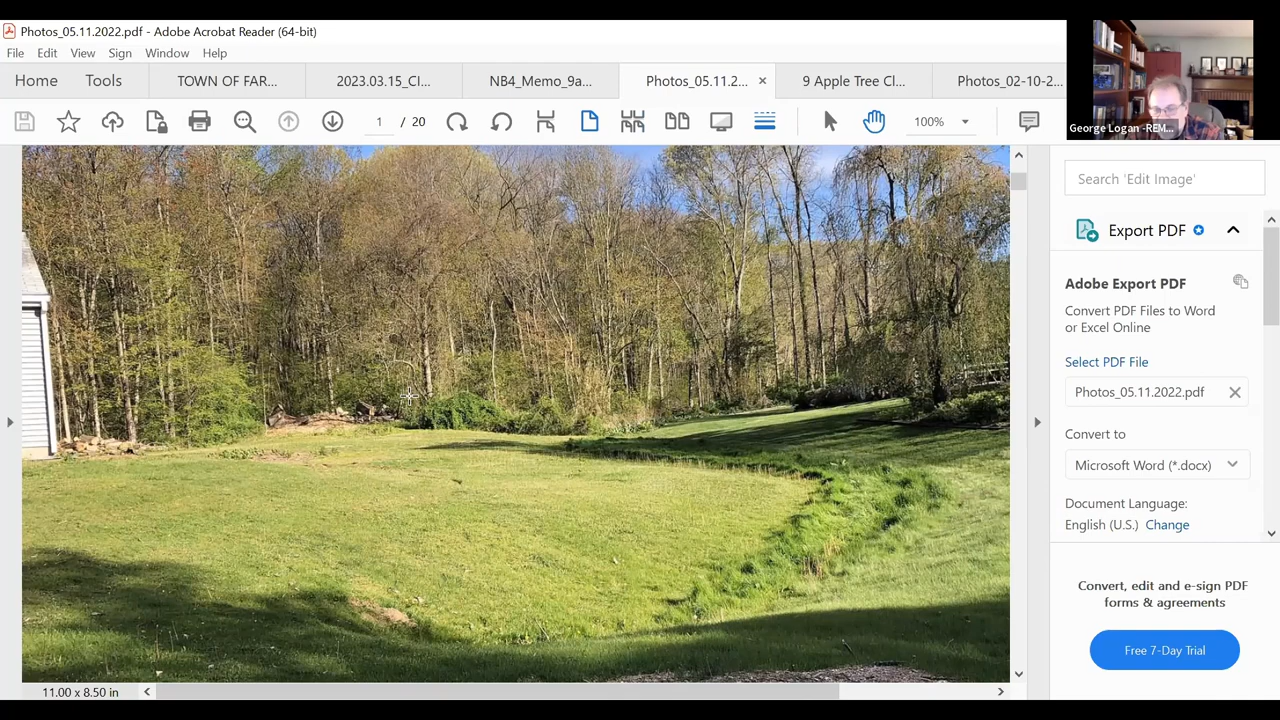 Photos_05.11.2022.pdf - Adobe Acrobat Reader (64-bit)
File Edit View Sign Window Help
Home Tools TOWN OF FAR... 2023.03.15_Cl... NB4_Memo_9a... Photos_05.11.2... 9 Apple Tree Cl... Photos_02-10-2...
1 / 20 100%
George Logan -REM...
Search 'Edit Image'
Export PDF
Adobe Export PDF
Convert PDF Files to Word
or Excel Online
Select PDF File
Photos_05.11.2022.pdf
Convert to
Microsoft Word (*.docx)
Document Language:
English (U.S.) Change
Convert, edit and e-sign PDF
forms & agreements
Free 7-Day Trial
11.00 x 8.50 in